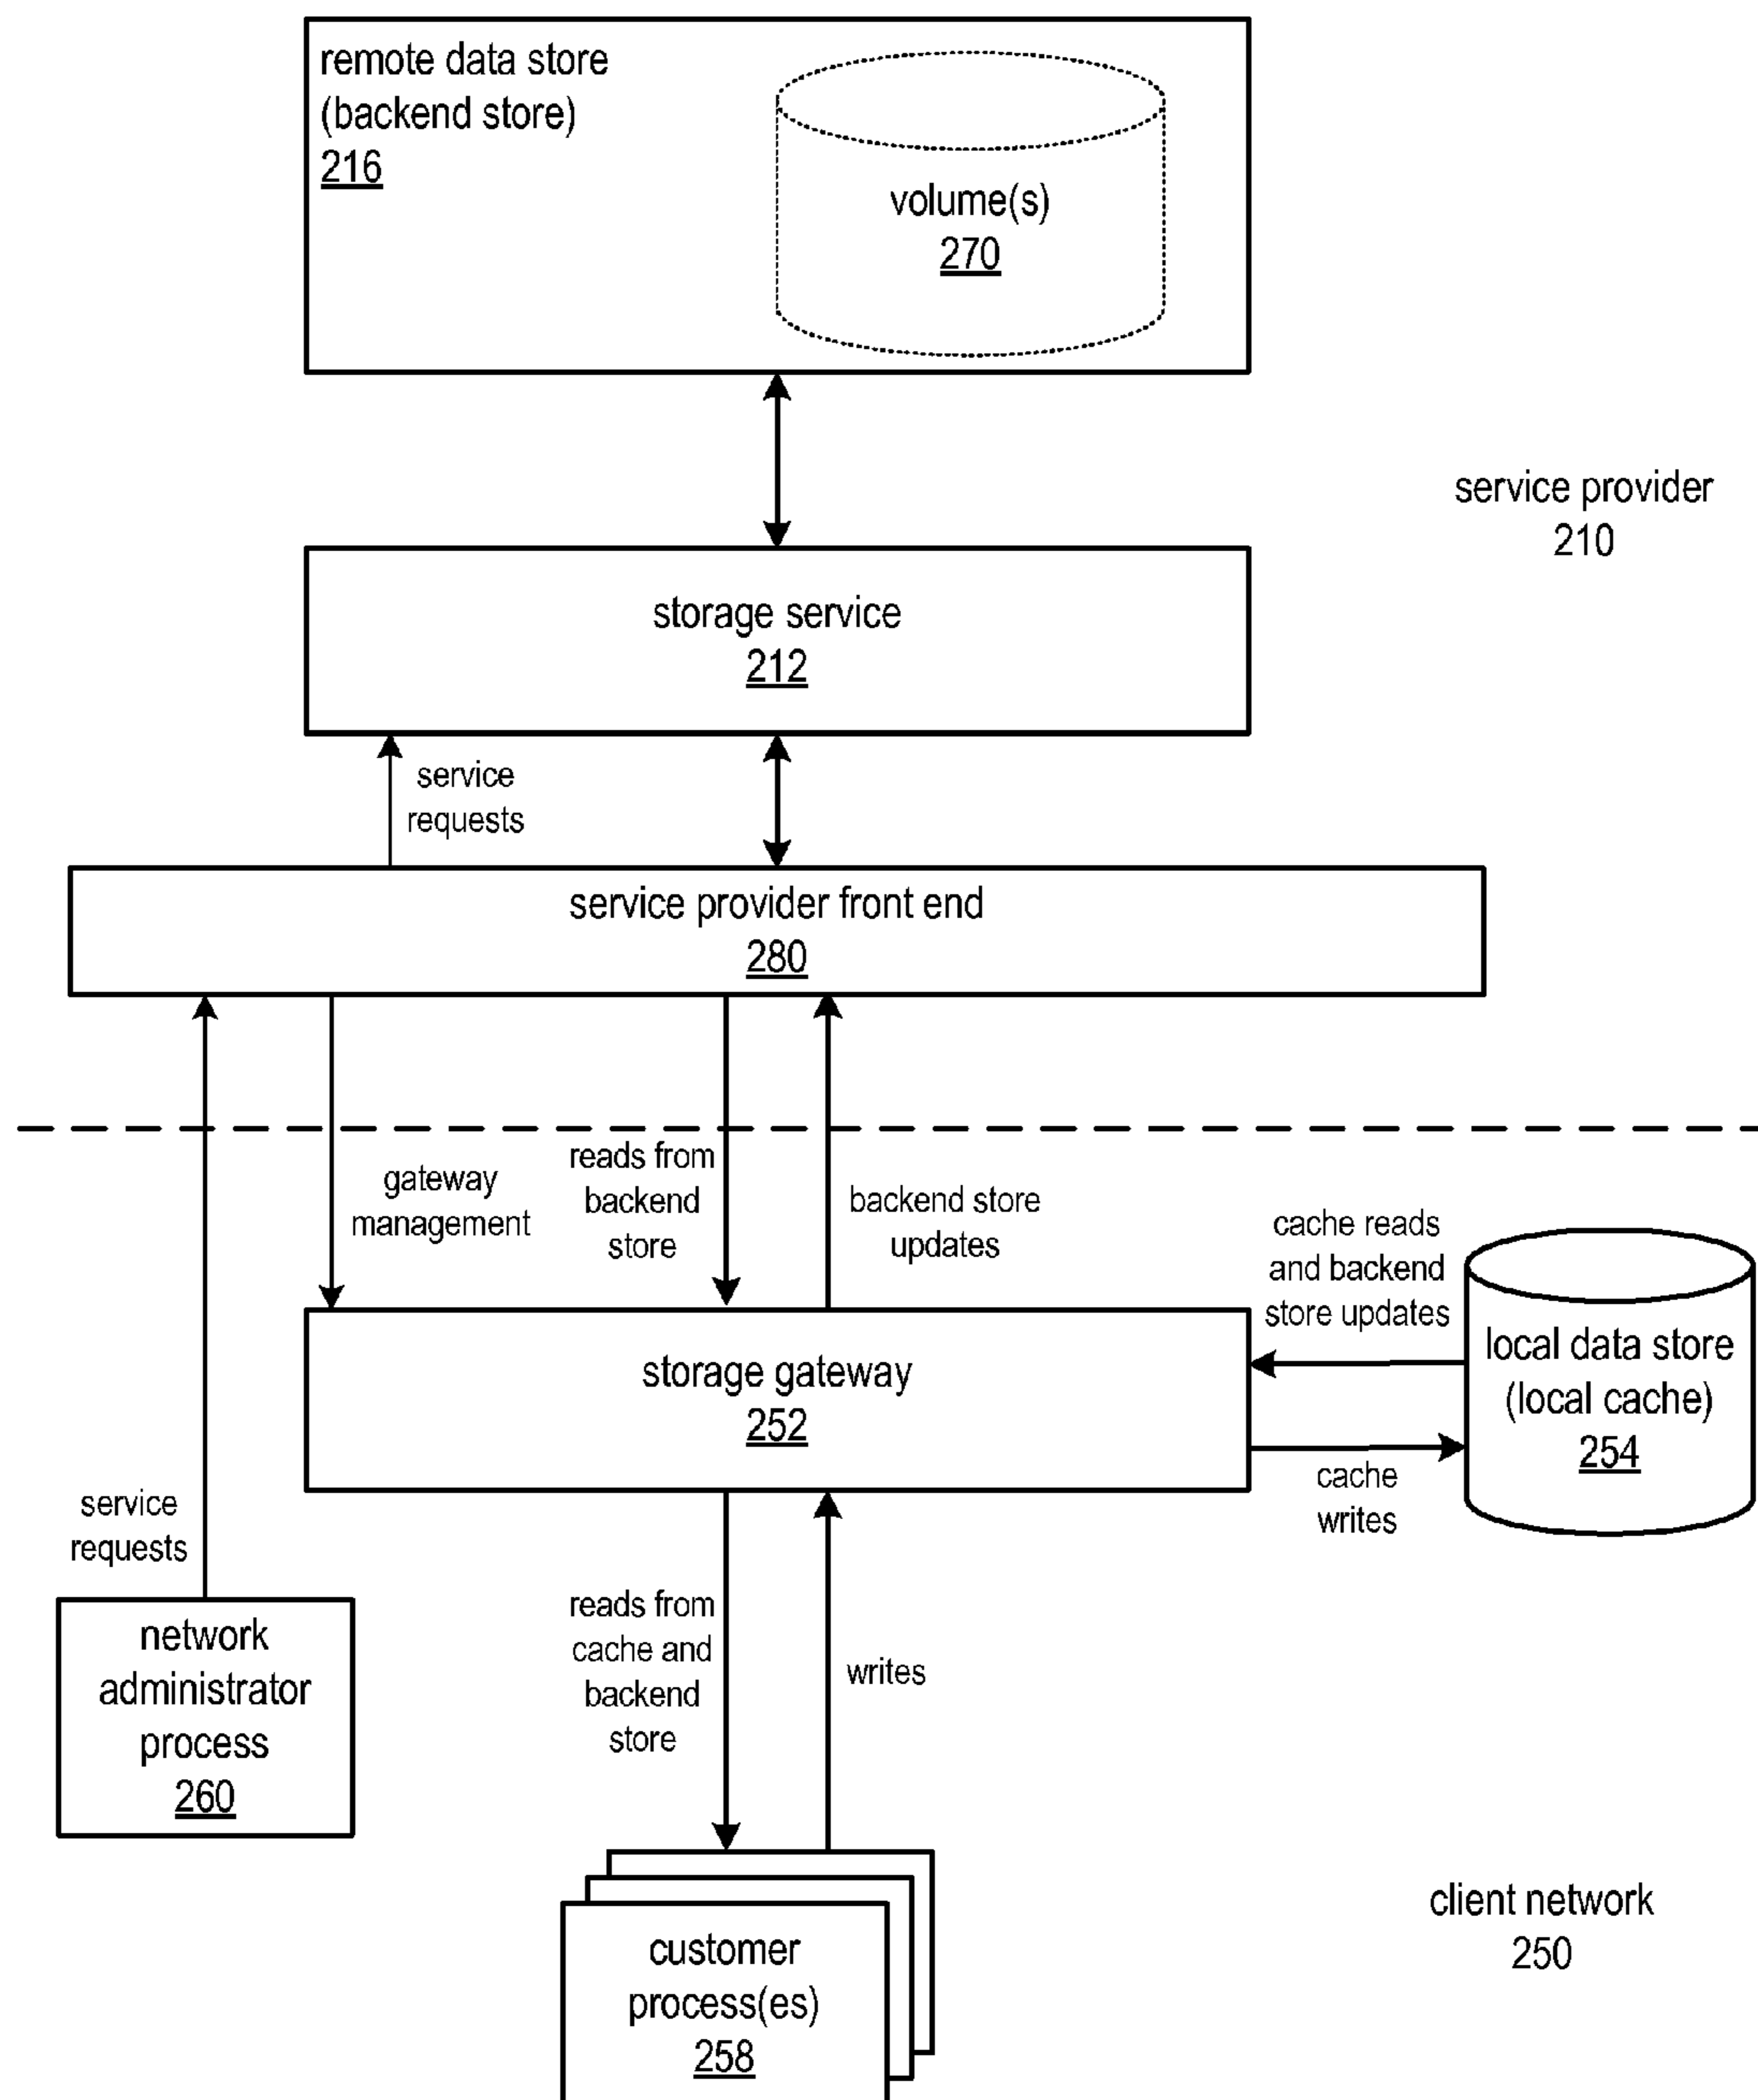 remote data store
(backend store)
216
volume(s)
270
service provider
210
storage service
212
service
requests
service provider front end
280
gateway
management
reads from
backend
store
backend store
updates
cache reads
and backend
store updates
local data store
(local cache)
254
storage gateway
252
cache
writes
service
requests
network
administrator
process
260
reads from
cache and
backend
store
writes
client network
250
customer
process(es)
258